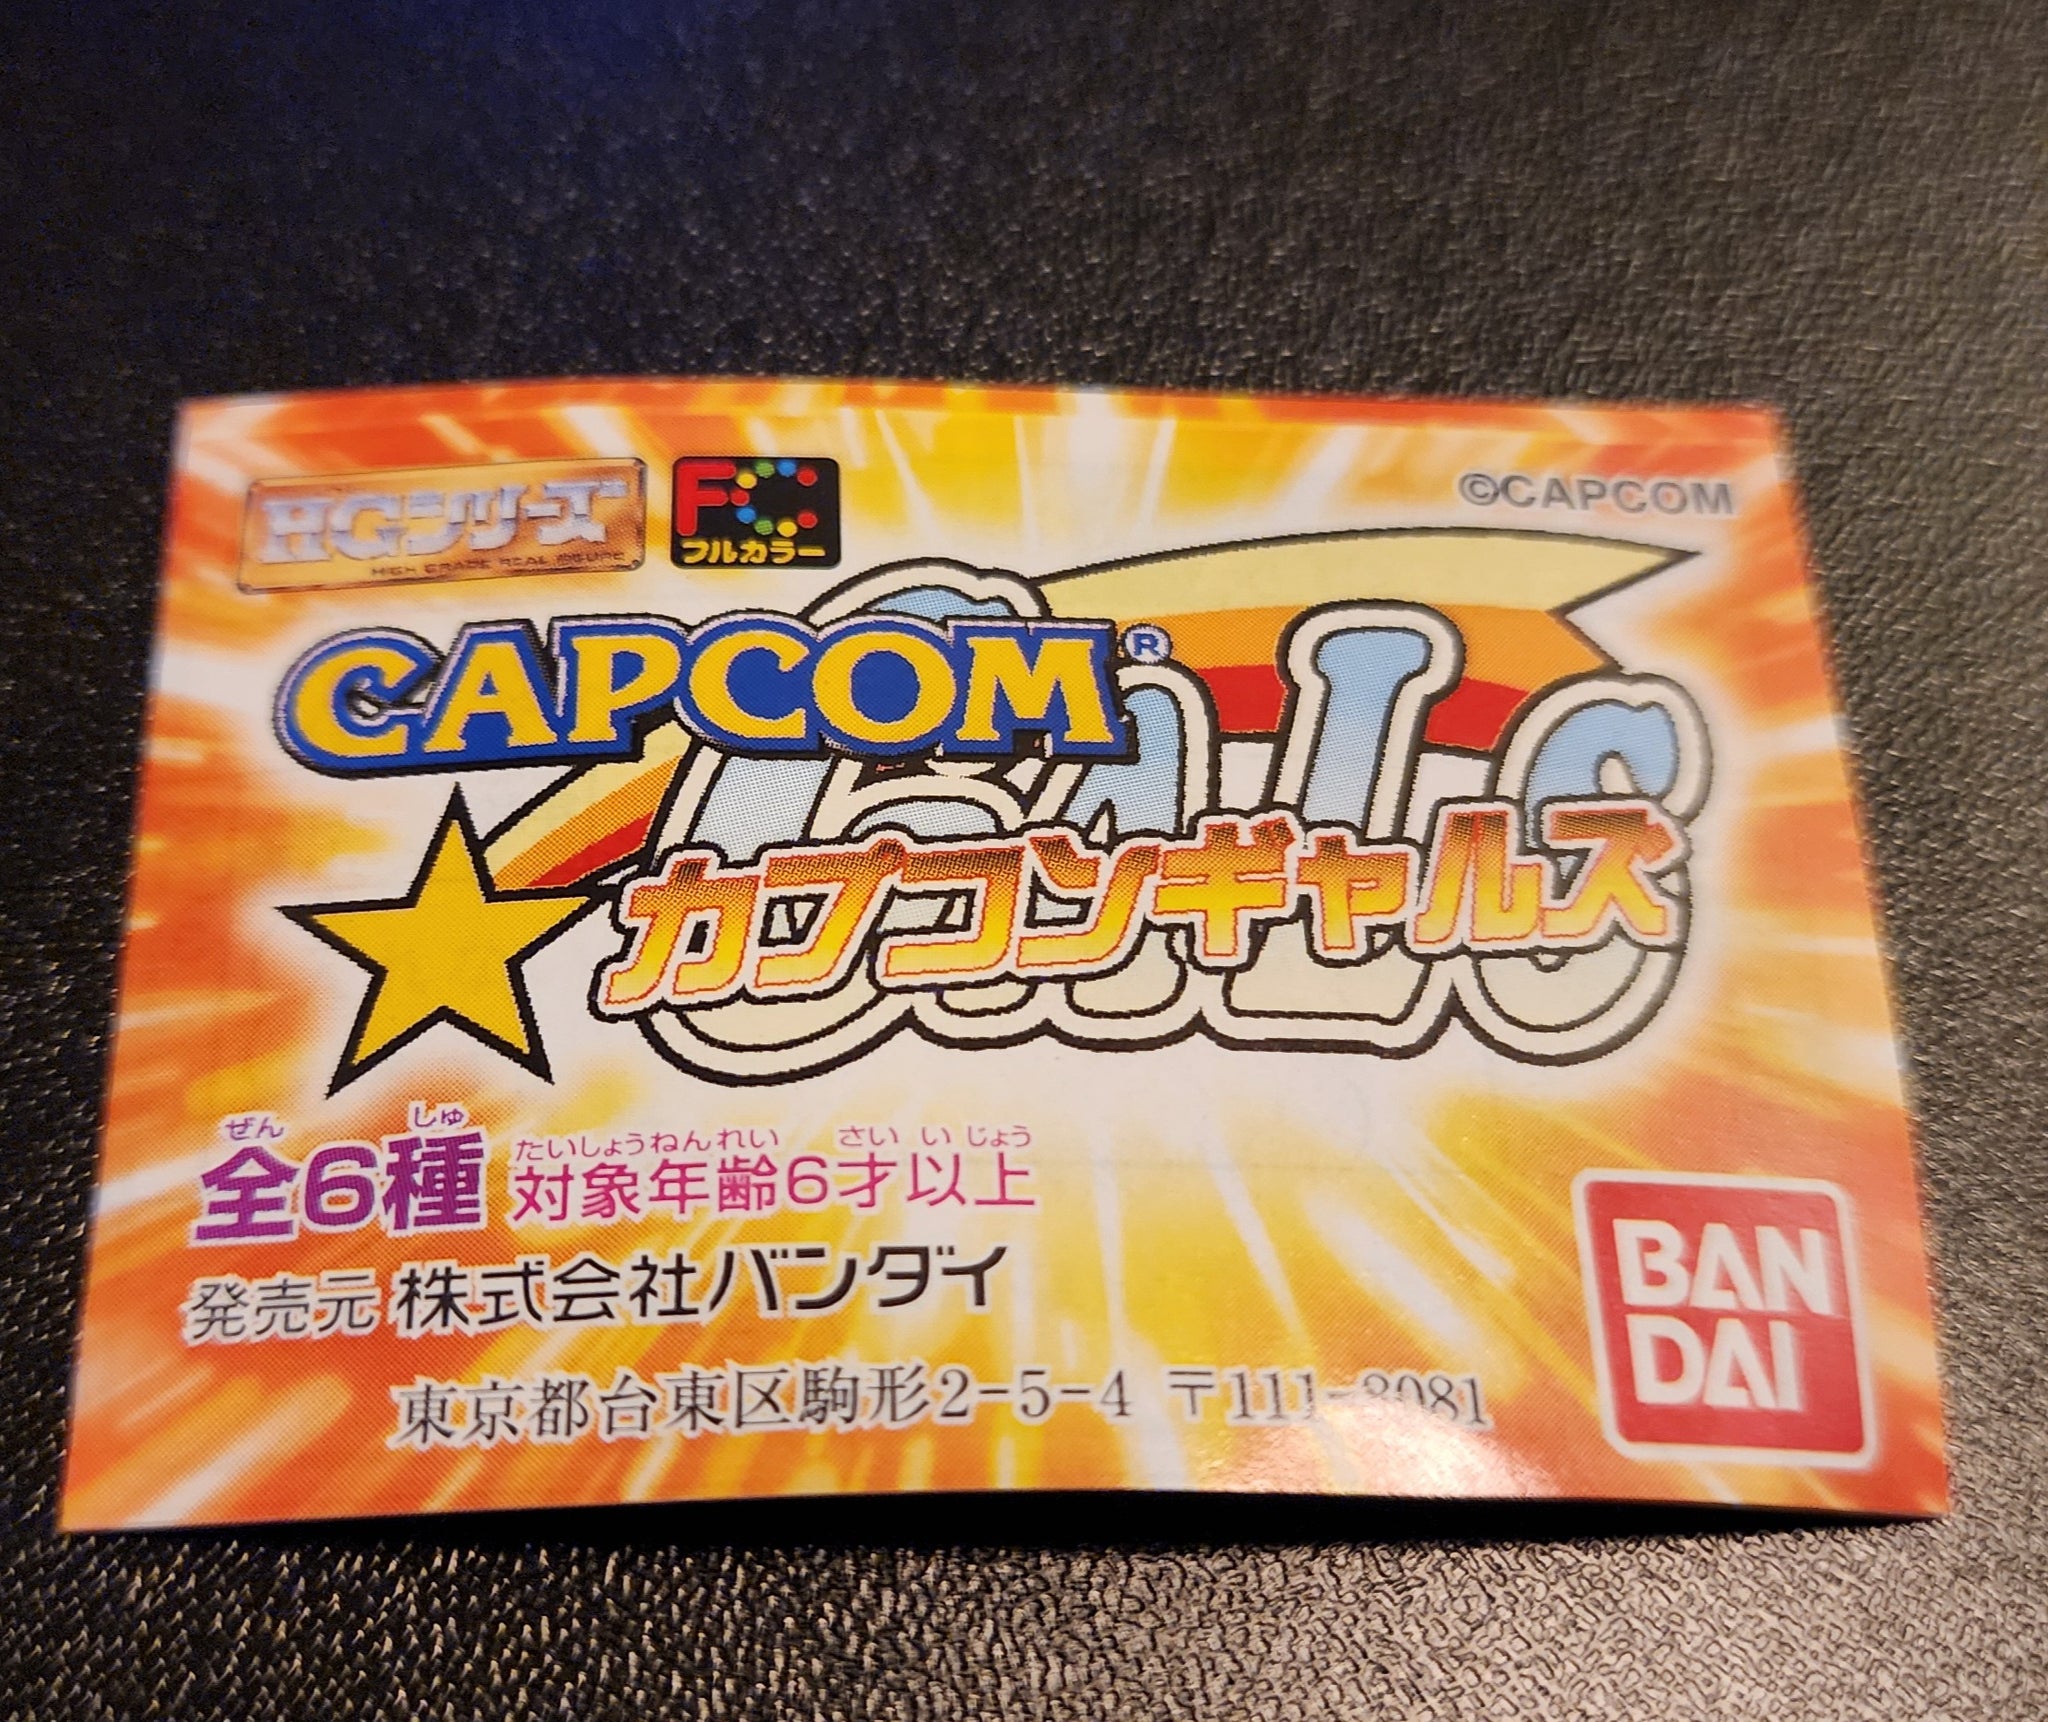 HGシリーズ
HIGH GRADE REAL FIGURE
FC
フルカラー
©CAPCOM
CAPCOM®
GALS
カプコンギャルズ
ぜん しゅ
全6種
たいしょうねんれい さい いじょう
対象年齢6才以上
発売元 株式会社バンダイ
東京都台東区駒形2-5-4 〒111-8081
BAN
DAI